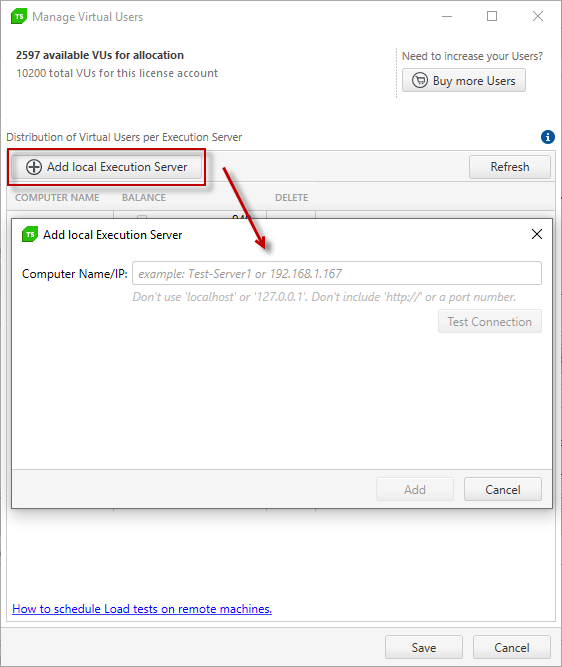 TS Manage Virtual Users
2597 available VUs for allocation
10200 total VUs for this license account
Need to increase your Users?
Buy more Users
Distribution of Virtual Users per Execution Server
Add local Execution Server
Refresh
COMPUTER NAME BALANCE DELETE
TS Add local Execution Server
Computer Name/IP: example: Test-Server1 or 192.168.1.167
Don't use 'localhost' or '127.0.0.1'. Don't include 'http://' or a port number.
Test Connection
Add Cancel
How to schedule Load tests on remote machines.
Save Cancel